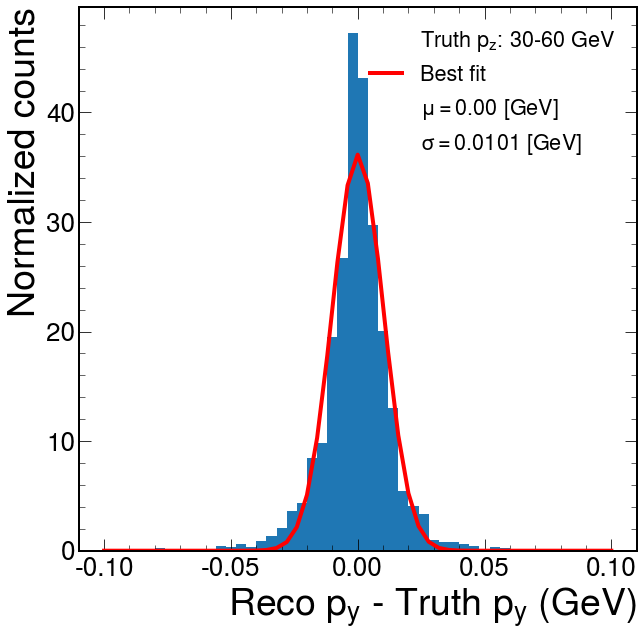 Normalized counts
Truth p_z: 30-60 GeV
Best fit
μ = 0.00 [GeV]
σ = 0.0101 [GeV]
40
30
20
10
0
-0.10 -0.05 0.00 0.05 0.10
Reco p_y - Truth p_y (GeV)